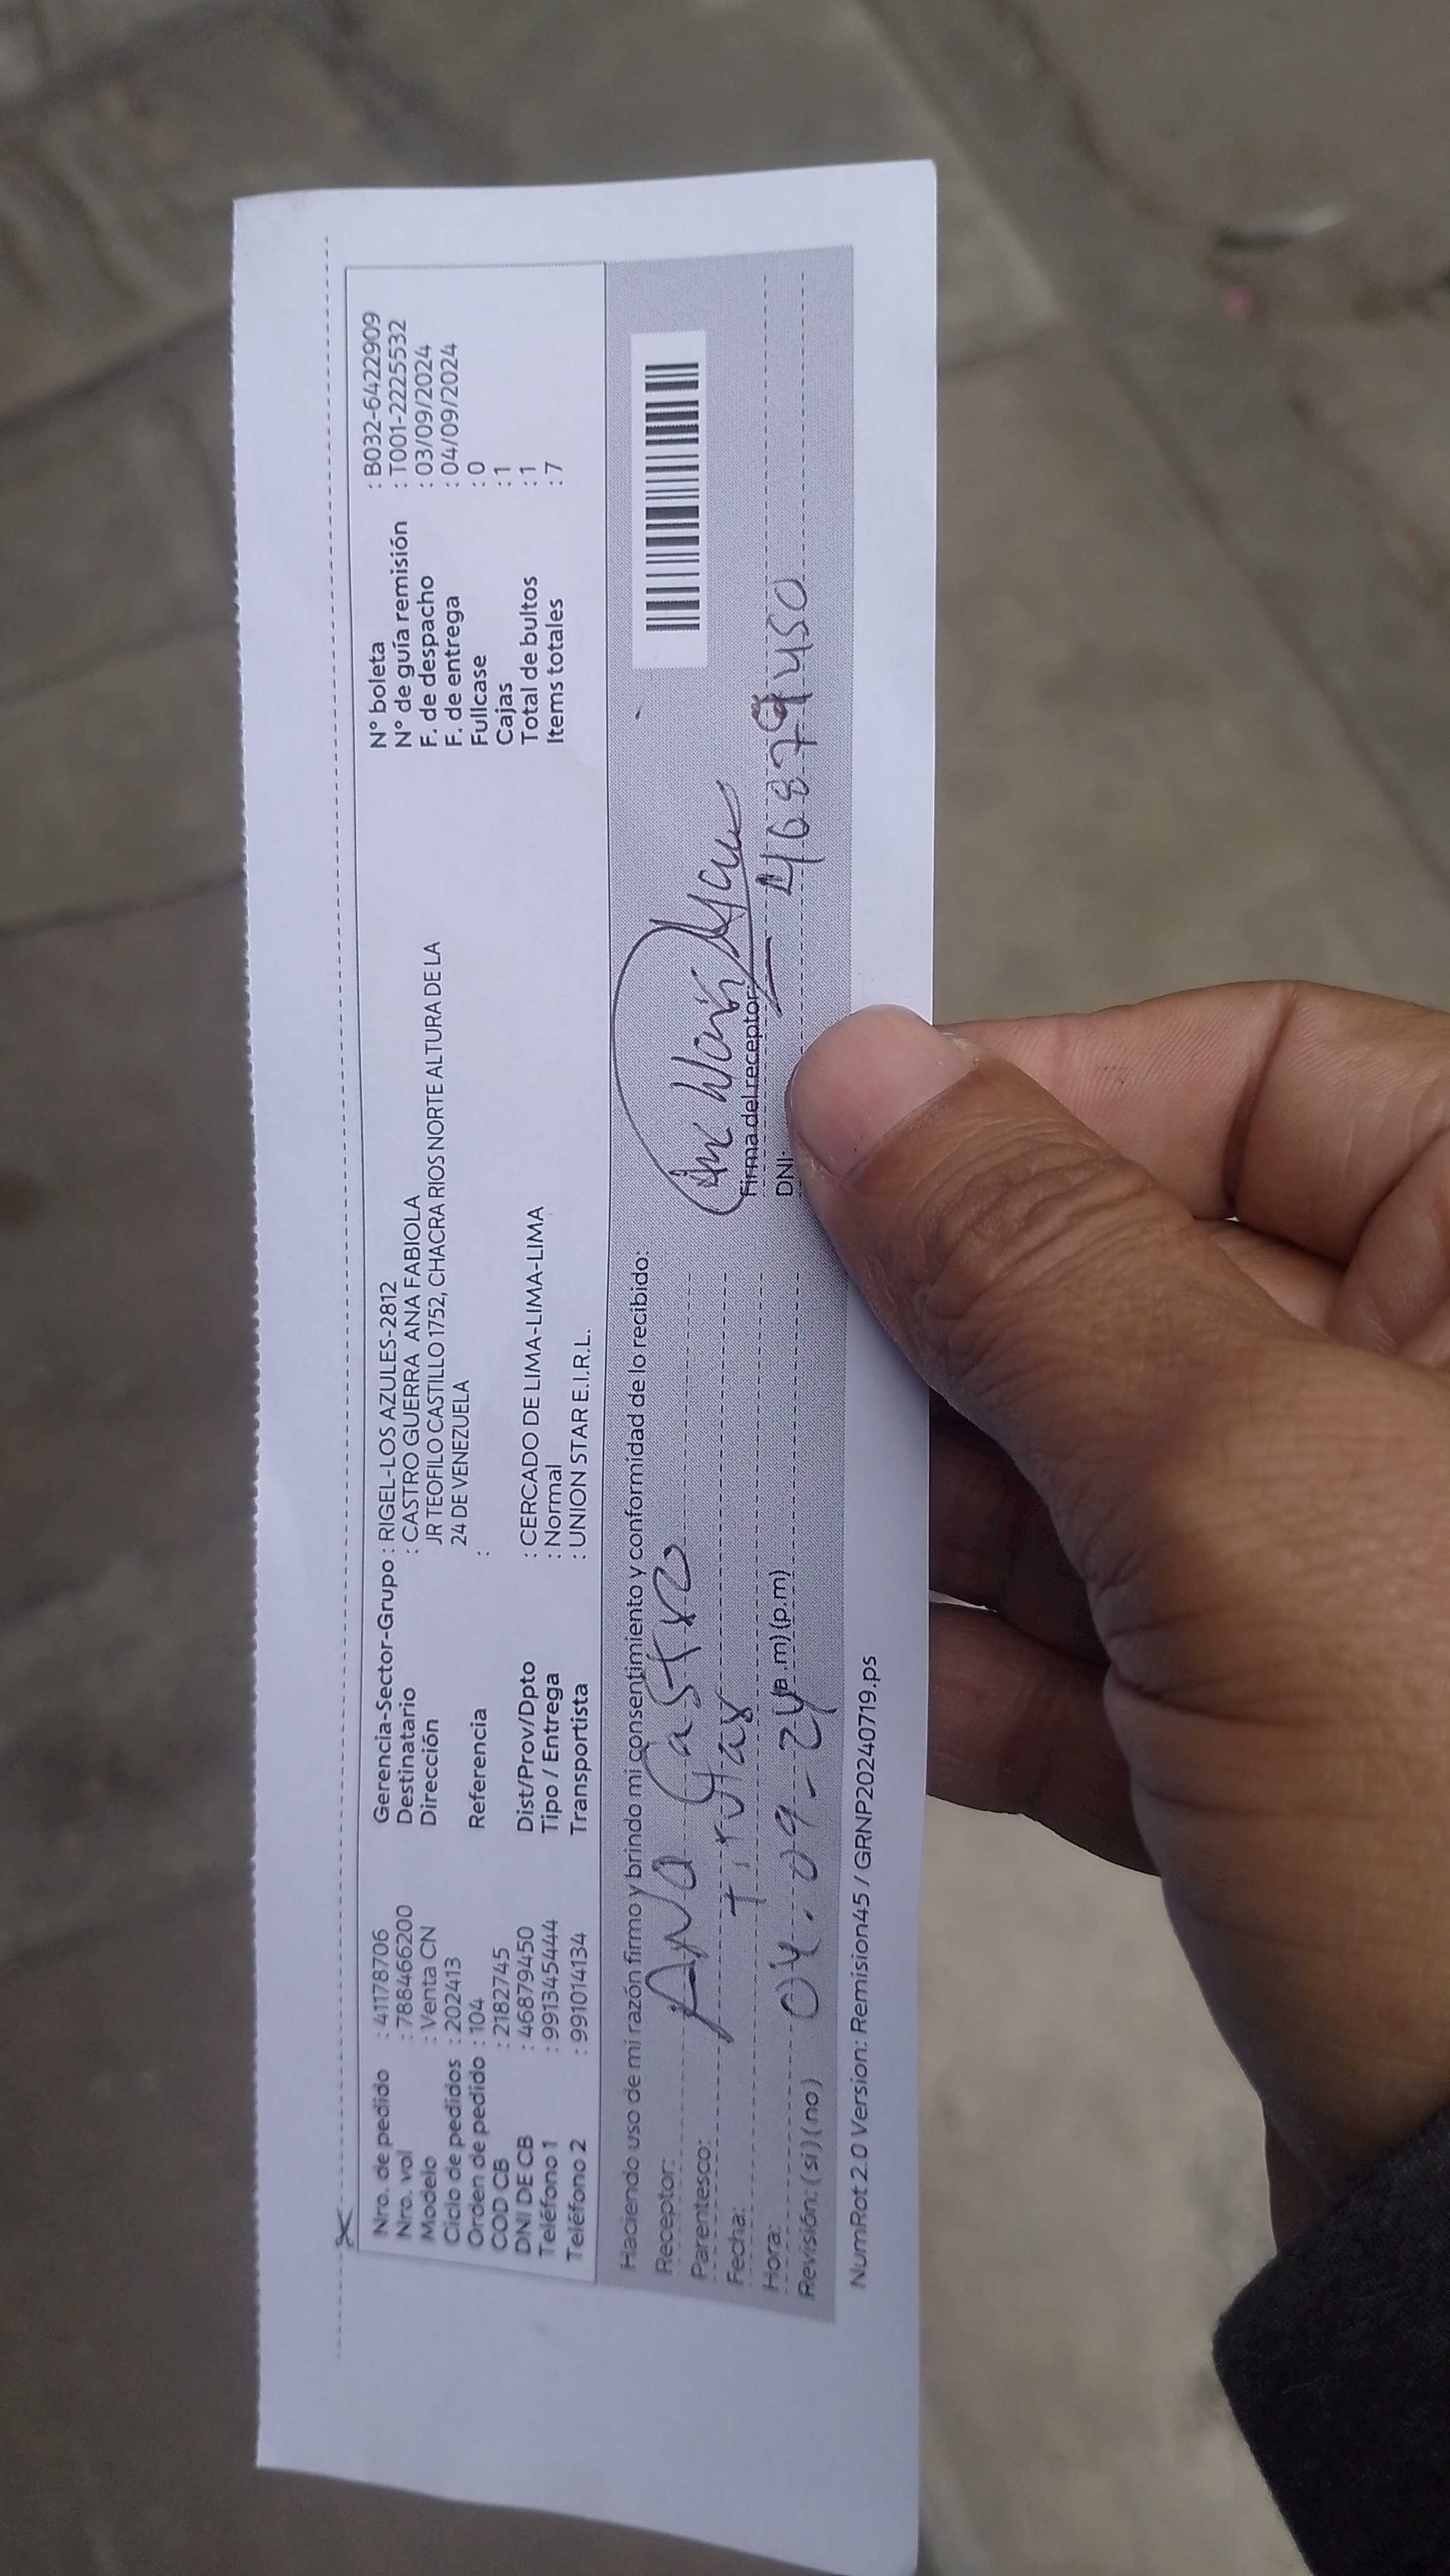 Nro. de pedido : 41178706
Nro. vol : 788466200
Modelo : Venta CN
Ciclo de pedidos : 202413
Orden de pedido : 104
COD CB : 2182745
DNI DE CB : 46879450
Teléfono 1 : 991345444
Teléfono 2 : 991014134
Gerencia-Sector-Grupo : RIGEL-LOS AZULES-2812
Destinatario : CASTRO GUERRA ANA FABIOLA
Dirección JR TEOFILO CASTILLO 1752, CHACRA RIOS NORTE ALTURA DE LA
24 DE VENEZUELA
Referencia :
Dist/Prov/Dpto : CERCADO DE LIMA-LIMA-LIMA
Tipo / Entrega : Normal
Transportista : UNION STAR E.I.R.L.
N° boleta : B032-6422909
N° de guía remisión : T001-2225532
F. de despacho : 03/09/2024
F. de entrega : 04/09/2024
Fullcase : 0
Cajas : 1
Total de bultos : 1
Items totales : 7
Haciendo uso de mi razón firmo y brindo mi consentimiento y conformidad de lo recibido:
Receptor: ANA Castro
Parentesco: Titular
Fecha: 04.09-24
Hora: (a.m) (p.m)
Revisión: (si) (no)
Firma del receptor:
DNI: 46879450
NumRot 2.0 Version: Remision45 / GRNP20240719.ps